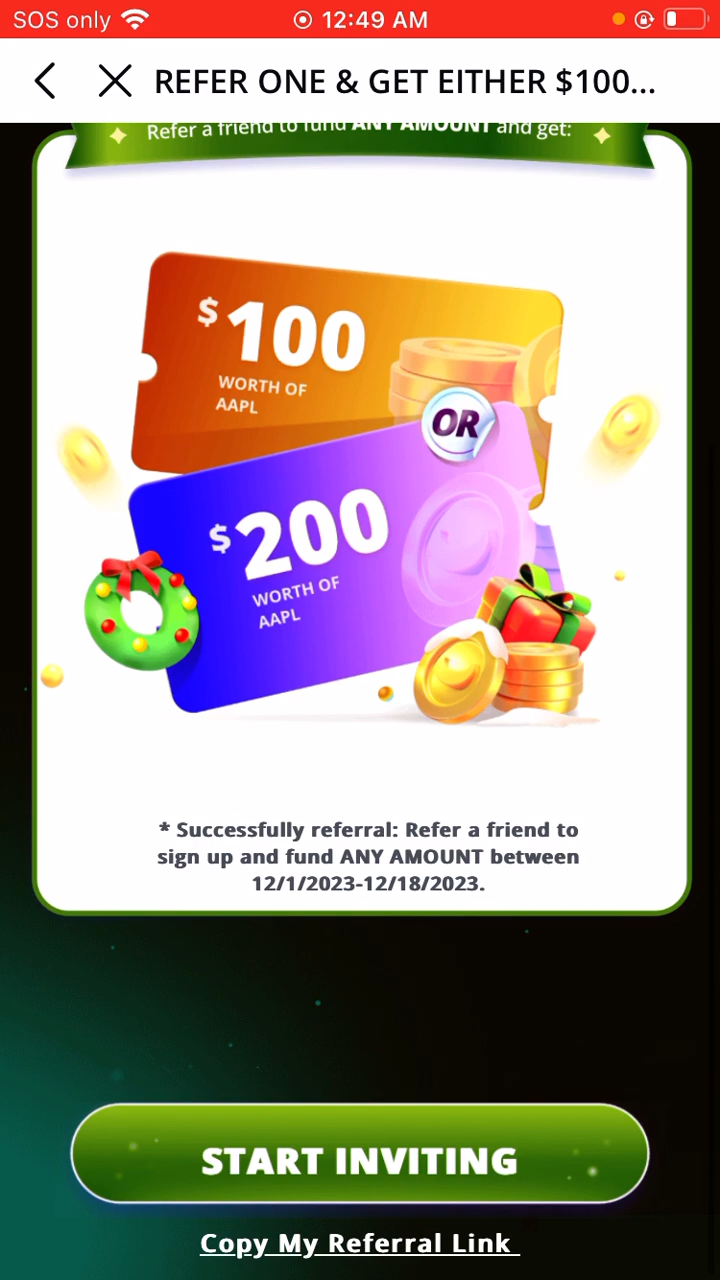 SOS only 12:49 AM
REFER ONE & GET EITHER $100...
Refer a friend to fund ANY AMOUNT and get:
$100
WORTH OF
AAPL
OR
$200
WORTH OF
AAPL
* Successfully referral: Refer a friend to
sign up and fund ANY AMOUNT between
12/1/2023-12/18/2023.
START INVITING
Copy My Referral Link